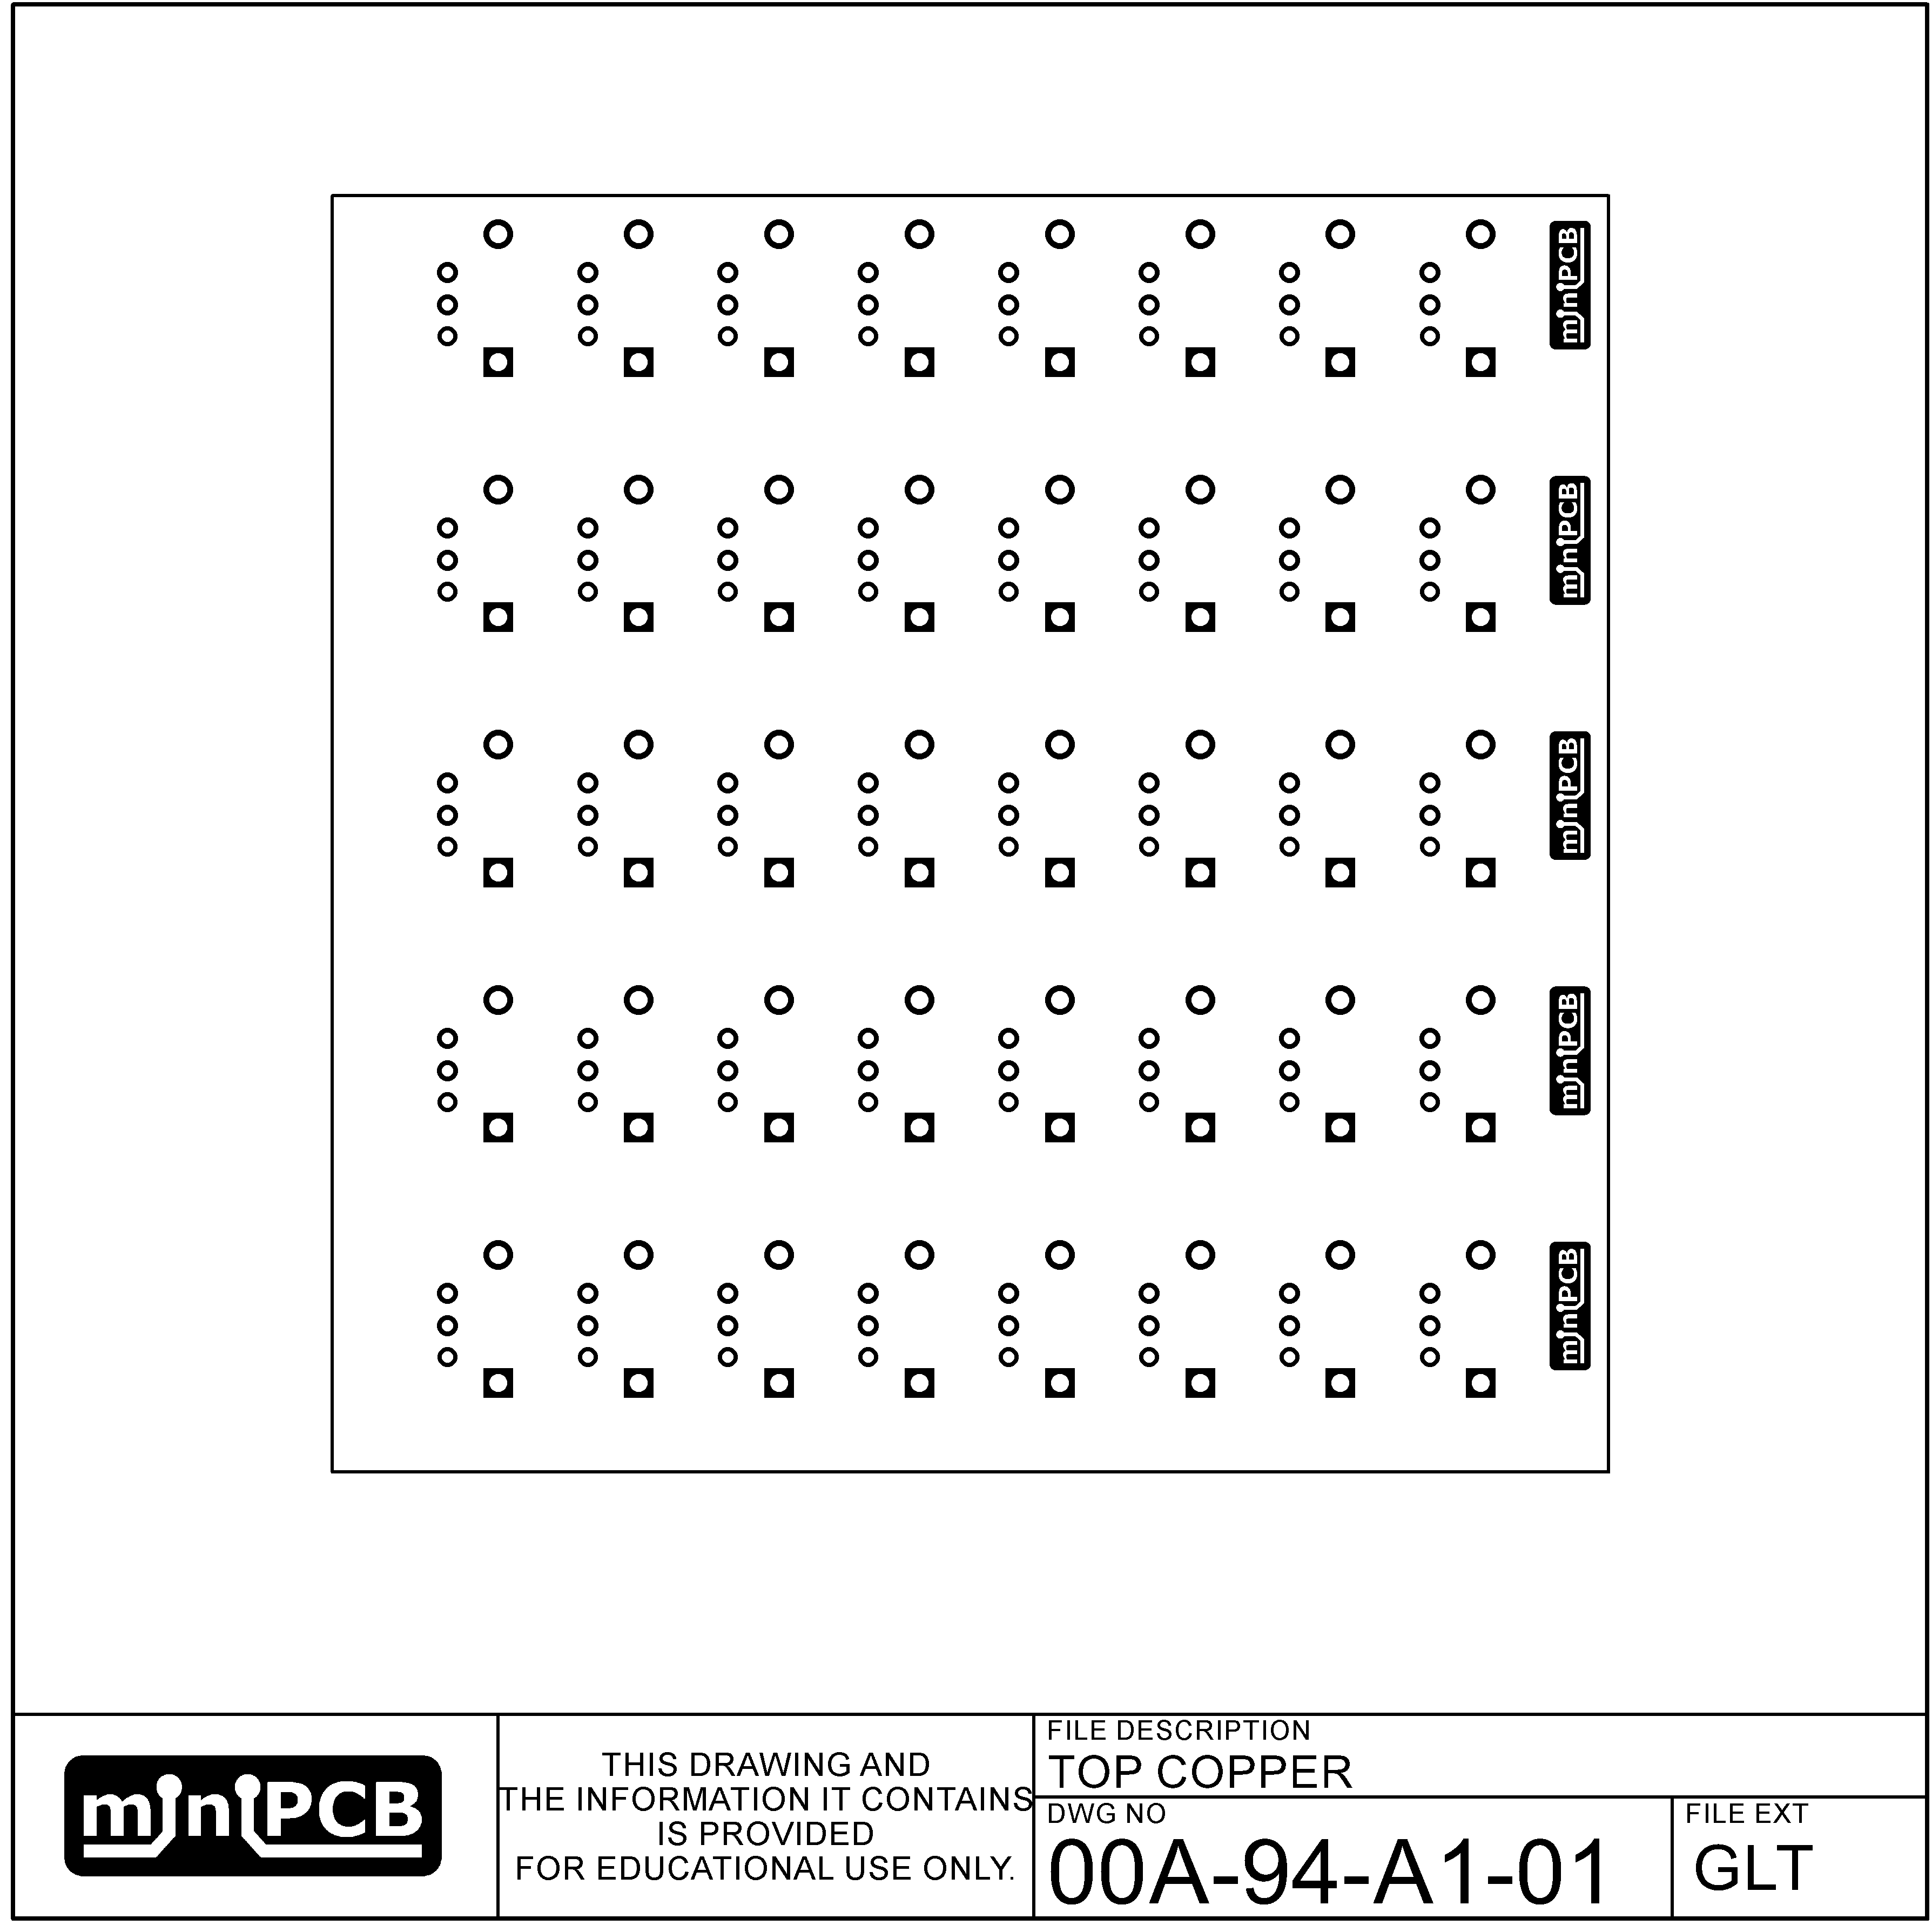 miniPCB
miniPCB
miniPCB
miniPCB
miniPCB
miniPCB
THIS DRAWING AND
THE INFORMATION IT CONTAINS
IS PROVIDED
FOR EDUCATIONAL USE ONLY.
FILE DESCRIPTION
TOP COPPER
DWG NO
00A-94-A1-01
FILE EXT
GLT